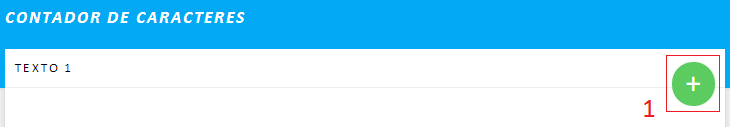 CONTADOR DE CARACTERES
TEXTO 1
+
1